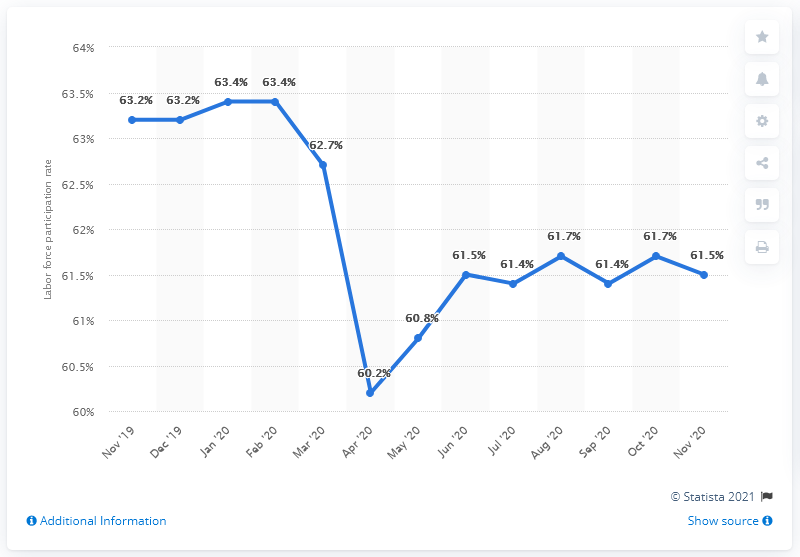 64%
63.5%
63%
62.5%
62%
61.5%
61%
60.5%
60%
Labor force participation rate
63.2%
63.2%
63.4%
63.4%
62.7%
60.2%
60.8%
61.5%
61.4%
61.7%
61.4%
61.7%
61.5%
Nov '19
Dec '19
Jan '20
Feb '20
Mar '20
Apr '20
May '20
Jun '20
Jul '20
Aug '20
Sep '20
Oct '20
Nov '20
© Statista 2021
Additional Information
Show source